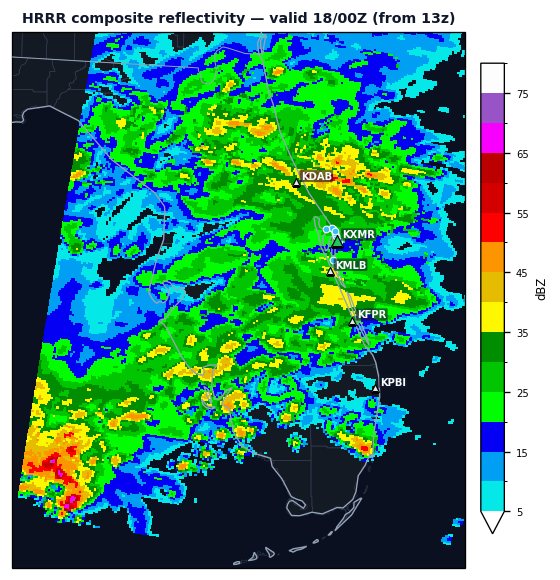 HRRR composite reflectivity — valid 18/00Z (from 13z)
KDAB
KXMR
KMLB
KFPR
KPBI
75
65
55
45
35
25
15
5
dBZ